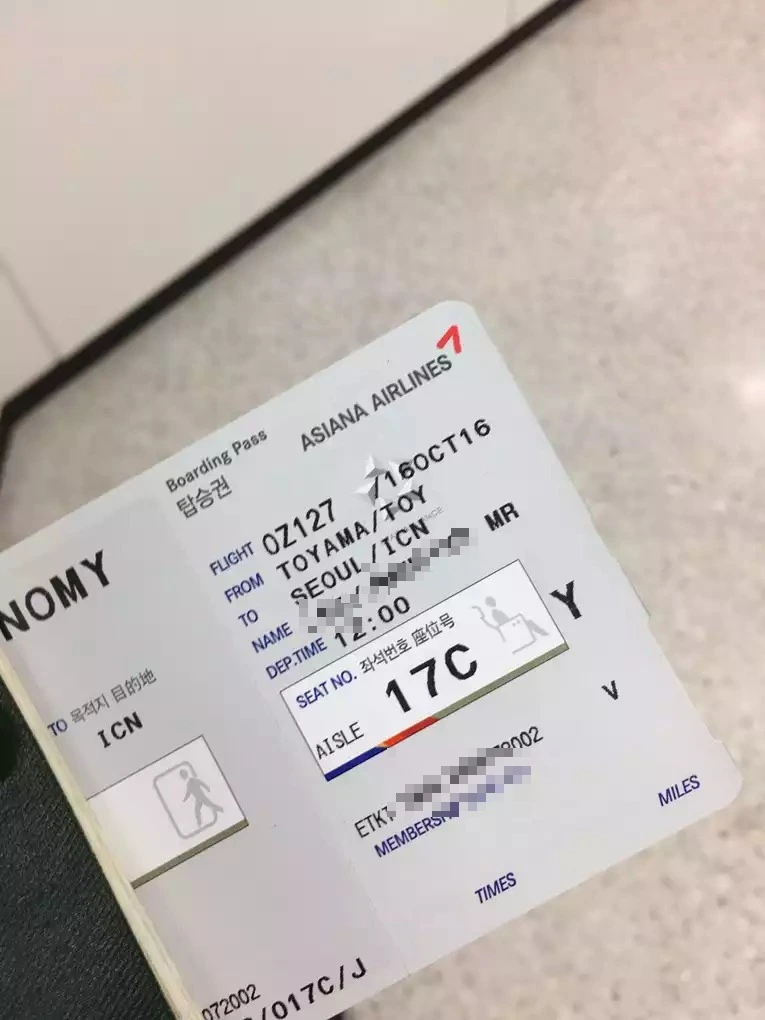 Boarding Pass
탑승권
ASIANA AIRLINES
FLIGHT OZ127 /16OCT16
FROM TOYAMA/TOY
TO SEOUL/ICN
NAME MR
DEP.TIME 12:00
SEAT NO. 좌석번호 座位号
AISLE 17C
Y
V
ETKT 2002
MEMBERSHIP
MILES
TIMES
NOMY
TO 목적지 目的地
ICN
072002
/017C/J